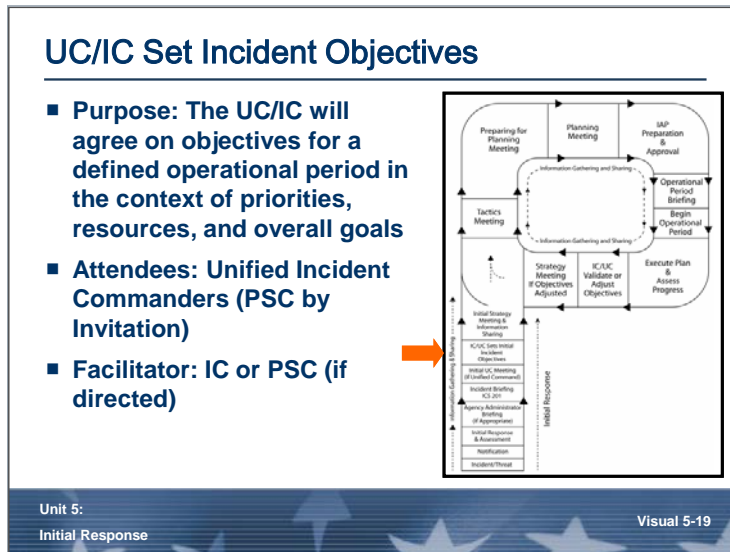 UC/IC Set Incident Objectives
Purpose: The UC/IC will
agree on objectives for a
defined operational period in
the context of priorities,
resources, and overall goals
Attendees: Unified Incident
Commanders (PSC by
Invitation)
Facilitator: IC or PSC (if
directed)
Preparing for
Planning
Meeting
Planning
Meeting
IAP
Preparation
&
Approval
Information Gathering and Sharing
Tactics
Meeting
Operational
Period
Briefing
Begin
Operational
Period
Information Gathering and Sharing
Strategy
Meeting
If Objectives
Adjusted
IC/UC
Validate or
Adjust
Objectives
Execute Plan
&
Assess
Progress
Initial Strategy
Meeting &
Information
Sharing
IC/UC Sets Initial
Incident
Objectives
Initial UC Meeting
(If Unified Command)
Incident Briefing
ICS 201
Agency Administrator
Briefing
(If Appropriate)
Initial Response
& Assessment
Notification
Incident/Threat
Information Gathering & Sharing
Initial Response
Unit 5:
Initial Response
Visual 5-19